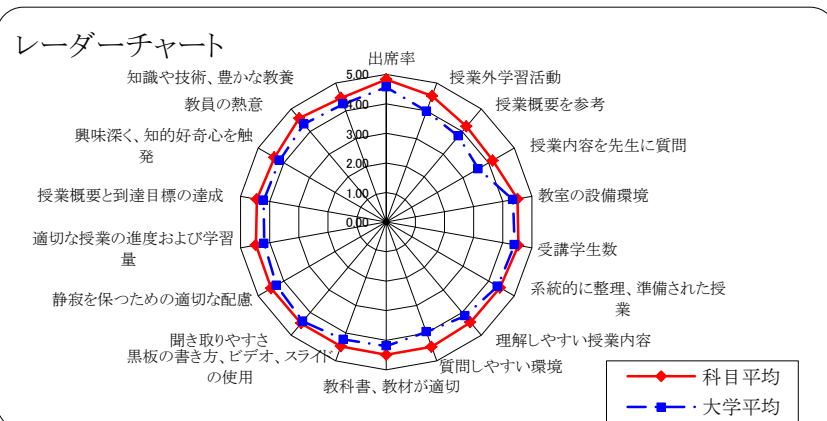 レーダーチャート
出席率
授業外学習活動
授業概要を参考
授業内容を先生に質問
教室の設備環境
受講学生数
系統的に整理、準備された授
業
理解しやすい授業内容
質問しやすい環境
教科書、教材が適切
黒板の書き方、ビデオ、スライド
の使用
聞き取りやすさ
静寂を保つための適切な配慮
適切な授業の進度および学習
量
授業概要と到達目標の達成
興味深く、知的好奇心を触
発
教員の熱意
知識や技術、豊かな教養
5.00
4.00
3.00
2.00
1.00
0.00
科目平均
大学平均